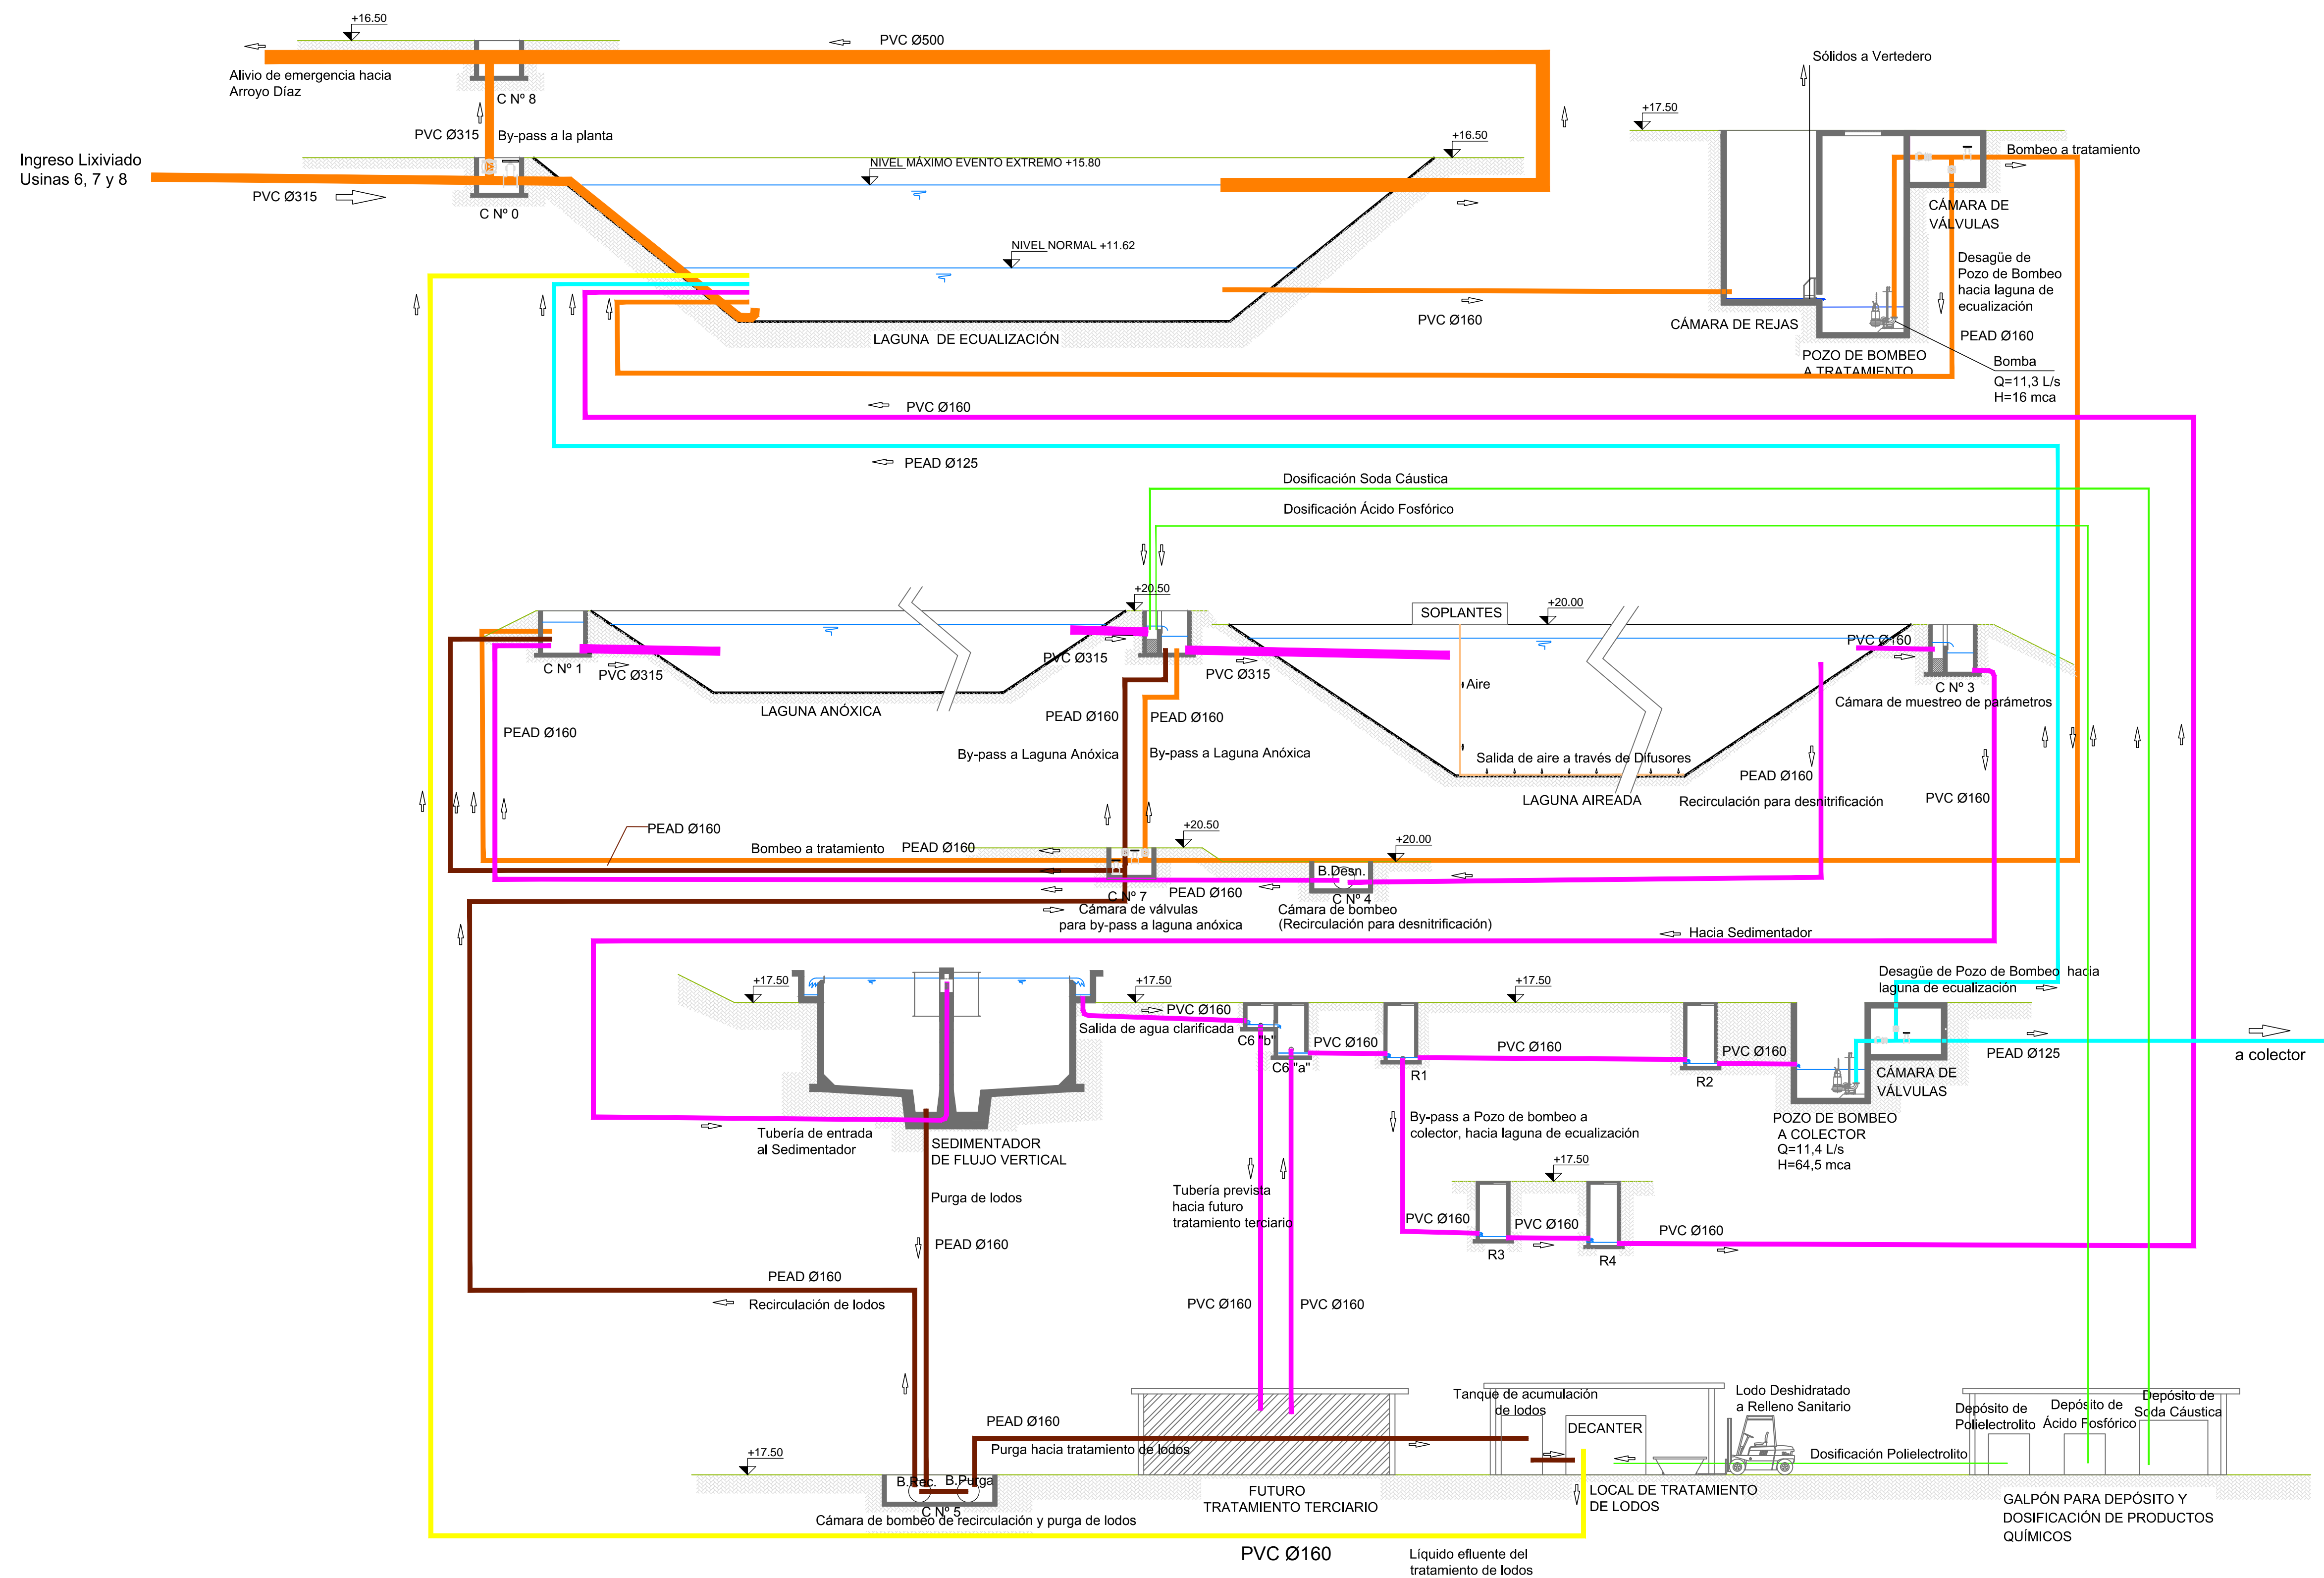 +16.50
PVC Ø500
Alivio de emergencia hacia
Arroyo Díaz
C Nº 8
Sólidos a Vertedero
+17.50
PVC Ø315
By-pass a la planta
+16.50
Ingreso Lixiviado
Usinas 6, 7 y 8
NIVEL MÁXIMO EVENTO EXTREMO +15.80
Bombeo a tratamiento
PVC Ø315
C Nº 0
CÁMARA DE
VÁLVULAS
NIVEL NORMAL +11.62
Desagüe de
Pozo de Bombeo
hacia laguna de
ecualización
PEAD Ø160
PVC Ø160
CÁMARA DE REJAS
LAGUNA DE ECUALIZACIÓN
POZO DE BOMBEO
A TRATAMIENTO
Bomba
Q=11,3 L/s
H=16 mca
PVC Ø160
PEAD Ø125
Dosificación Soda Cáustica
Dosificación Ácido Fosfórico
+20.50
SOPLANTES
+20.00
PVC Ø160
C Nº 1
PVC Ø315
PVC Ø315
PVC Ø315
Aire
C Nº 3
Cámara de muestreo de parámetros
LAGUNA ANÓXICA
PEAD Ø160
PEAD Ø160
PEAD Ø160
By-pass a Laguna Anóxica
By-pass a Laguna Anóxica
Salida de aire a través de Difusores
PEAD Ø160
LAGUNA AIREADA
Recirculación para desnitrificación
PVC Ø160
PEAD Ø160
+20.50
+20.00
Bombeo a tratamiento
PEAD Ø160
B.Desn.
C Nº 7
PEAD Ø160
C Nº 4
Cámara de válvulas
para by-pass a laguna anóxica
Cámara de bombeo
(Recirculación para desnitrificación)
Hacia Sedimentador
+17.50
+17.50
+17.50
Desagüe de Pozo de Bombeo hacia
laguna de ecualización
PVC Ø160
Salida de agua clarificada
C6 "b"
C6 "a"
PVC Ø160
R1
PVC Ø160
R2
PVC Ø160
PEAD Ø125
a colector
CÁMARA DE
VÁLVULAS
POZO DE BOMBEO
A COLECTOR
Q=11,4 L/s
H=64,5 mca
Tubería de entrada
al Sedimentador
SEDIMENTADOR
DE FLUJO VERTICAL
By-pass a Pozo de bombeo a
colector, hacia laguna de ecualización
+17.50
Purga de lodos
Tubería prevista
hacia futuro
tratamiento terciario
PVC Ø160
PVC Ø160
PVC Ø160
R3
R4
PEAD Ø160
PEAD Ø160
Recirculación de lodos
PVC Ø160
PVC Ø160
Tanque de acumulación
de lodos
Lodo Deshidratado
a Relleno Sanitario
Depósito de
Polielectrolito
Depósito de
Ácido Fosfórico
Depósito de
Soda Cáustica
PEAD Ø160
DECANTER
Purga hacia tratamiento de lodos
Dosificación Polielectrolito
+17.50
B.Rec.
B.Purga
C Nº 5
Cámara de bombeo de recirculación y purga de lodos
FUTURO
TRATAMIENTO TERCIARIO
LOCAL DE TRATAMIENTO
DE LODOS
GALPÓN PARA DEPÓSITO Y
DOSIFICACIÓN DE PRODUCTOS
QUÍMICOS
PVC Ø160
Líquido efluente del
tratamiento de lodos